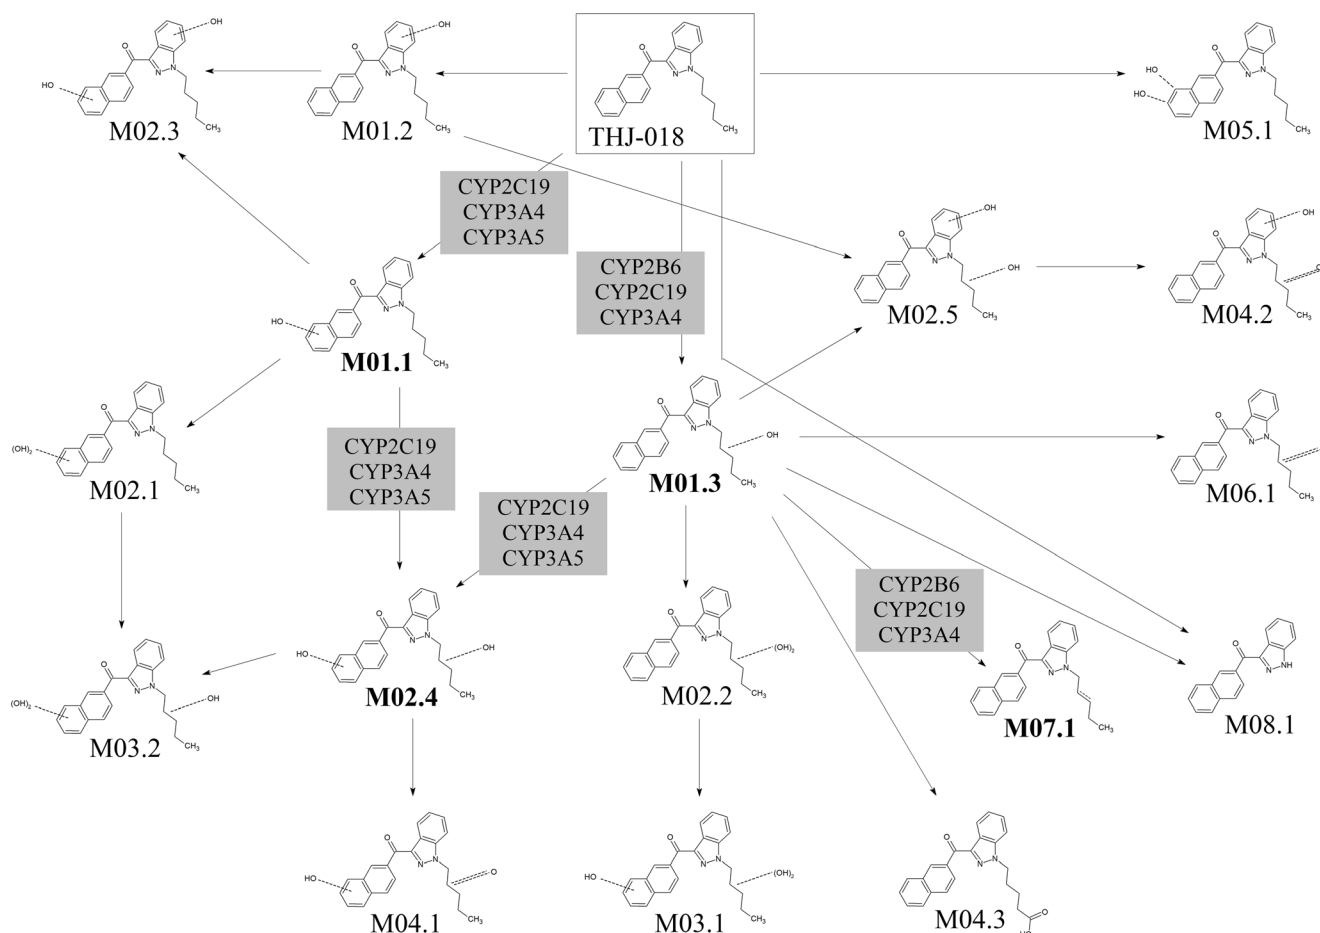 OH
O
N
N
HO
CH₃
M02.3
OH
O
N
N
CH₃
M01.2
O
N
N
CH₃
THJ-018
O
N
N
HO
HO
CH₃
M05.1
CYP2C19
CYP3A4
CYP3A5
CYP2B6
CYP2C19
CYP3A4
OH
O
N
N
OH
CH₃
M02.5
OH
O
N
N
O
CH₃
M04.2
O
N
N
HO
CH₃
M01.1
O
N
N
(OH)₂
CH₃
M02.1
CYP2C19
CYP3A4
CYP3A5
O
N
N
OH
CH₃
M01.3
O
N
N
CH₃
M06.1
CYP2C19
CYP3A4
CYP3A5
CYP2B6
CYP2C19
CYP3A4
O
N
N
(OH)₂
OH
CH₃
M03.2
O
N
N
HO
OH
CH₃
M02.4
O
N
N
(OH)₂
CH₃
M02.2
O
N
N
CH₃
M07.1
O
N
NH
M08.1
O
N
N
HO
O
CH₃
M04.1
O
N
N
HO
(OH)₂
CH₃
M03.1
O
N
N
O
M04.3